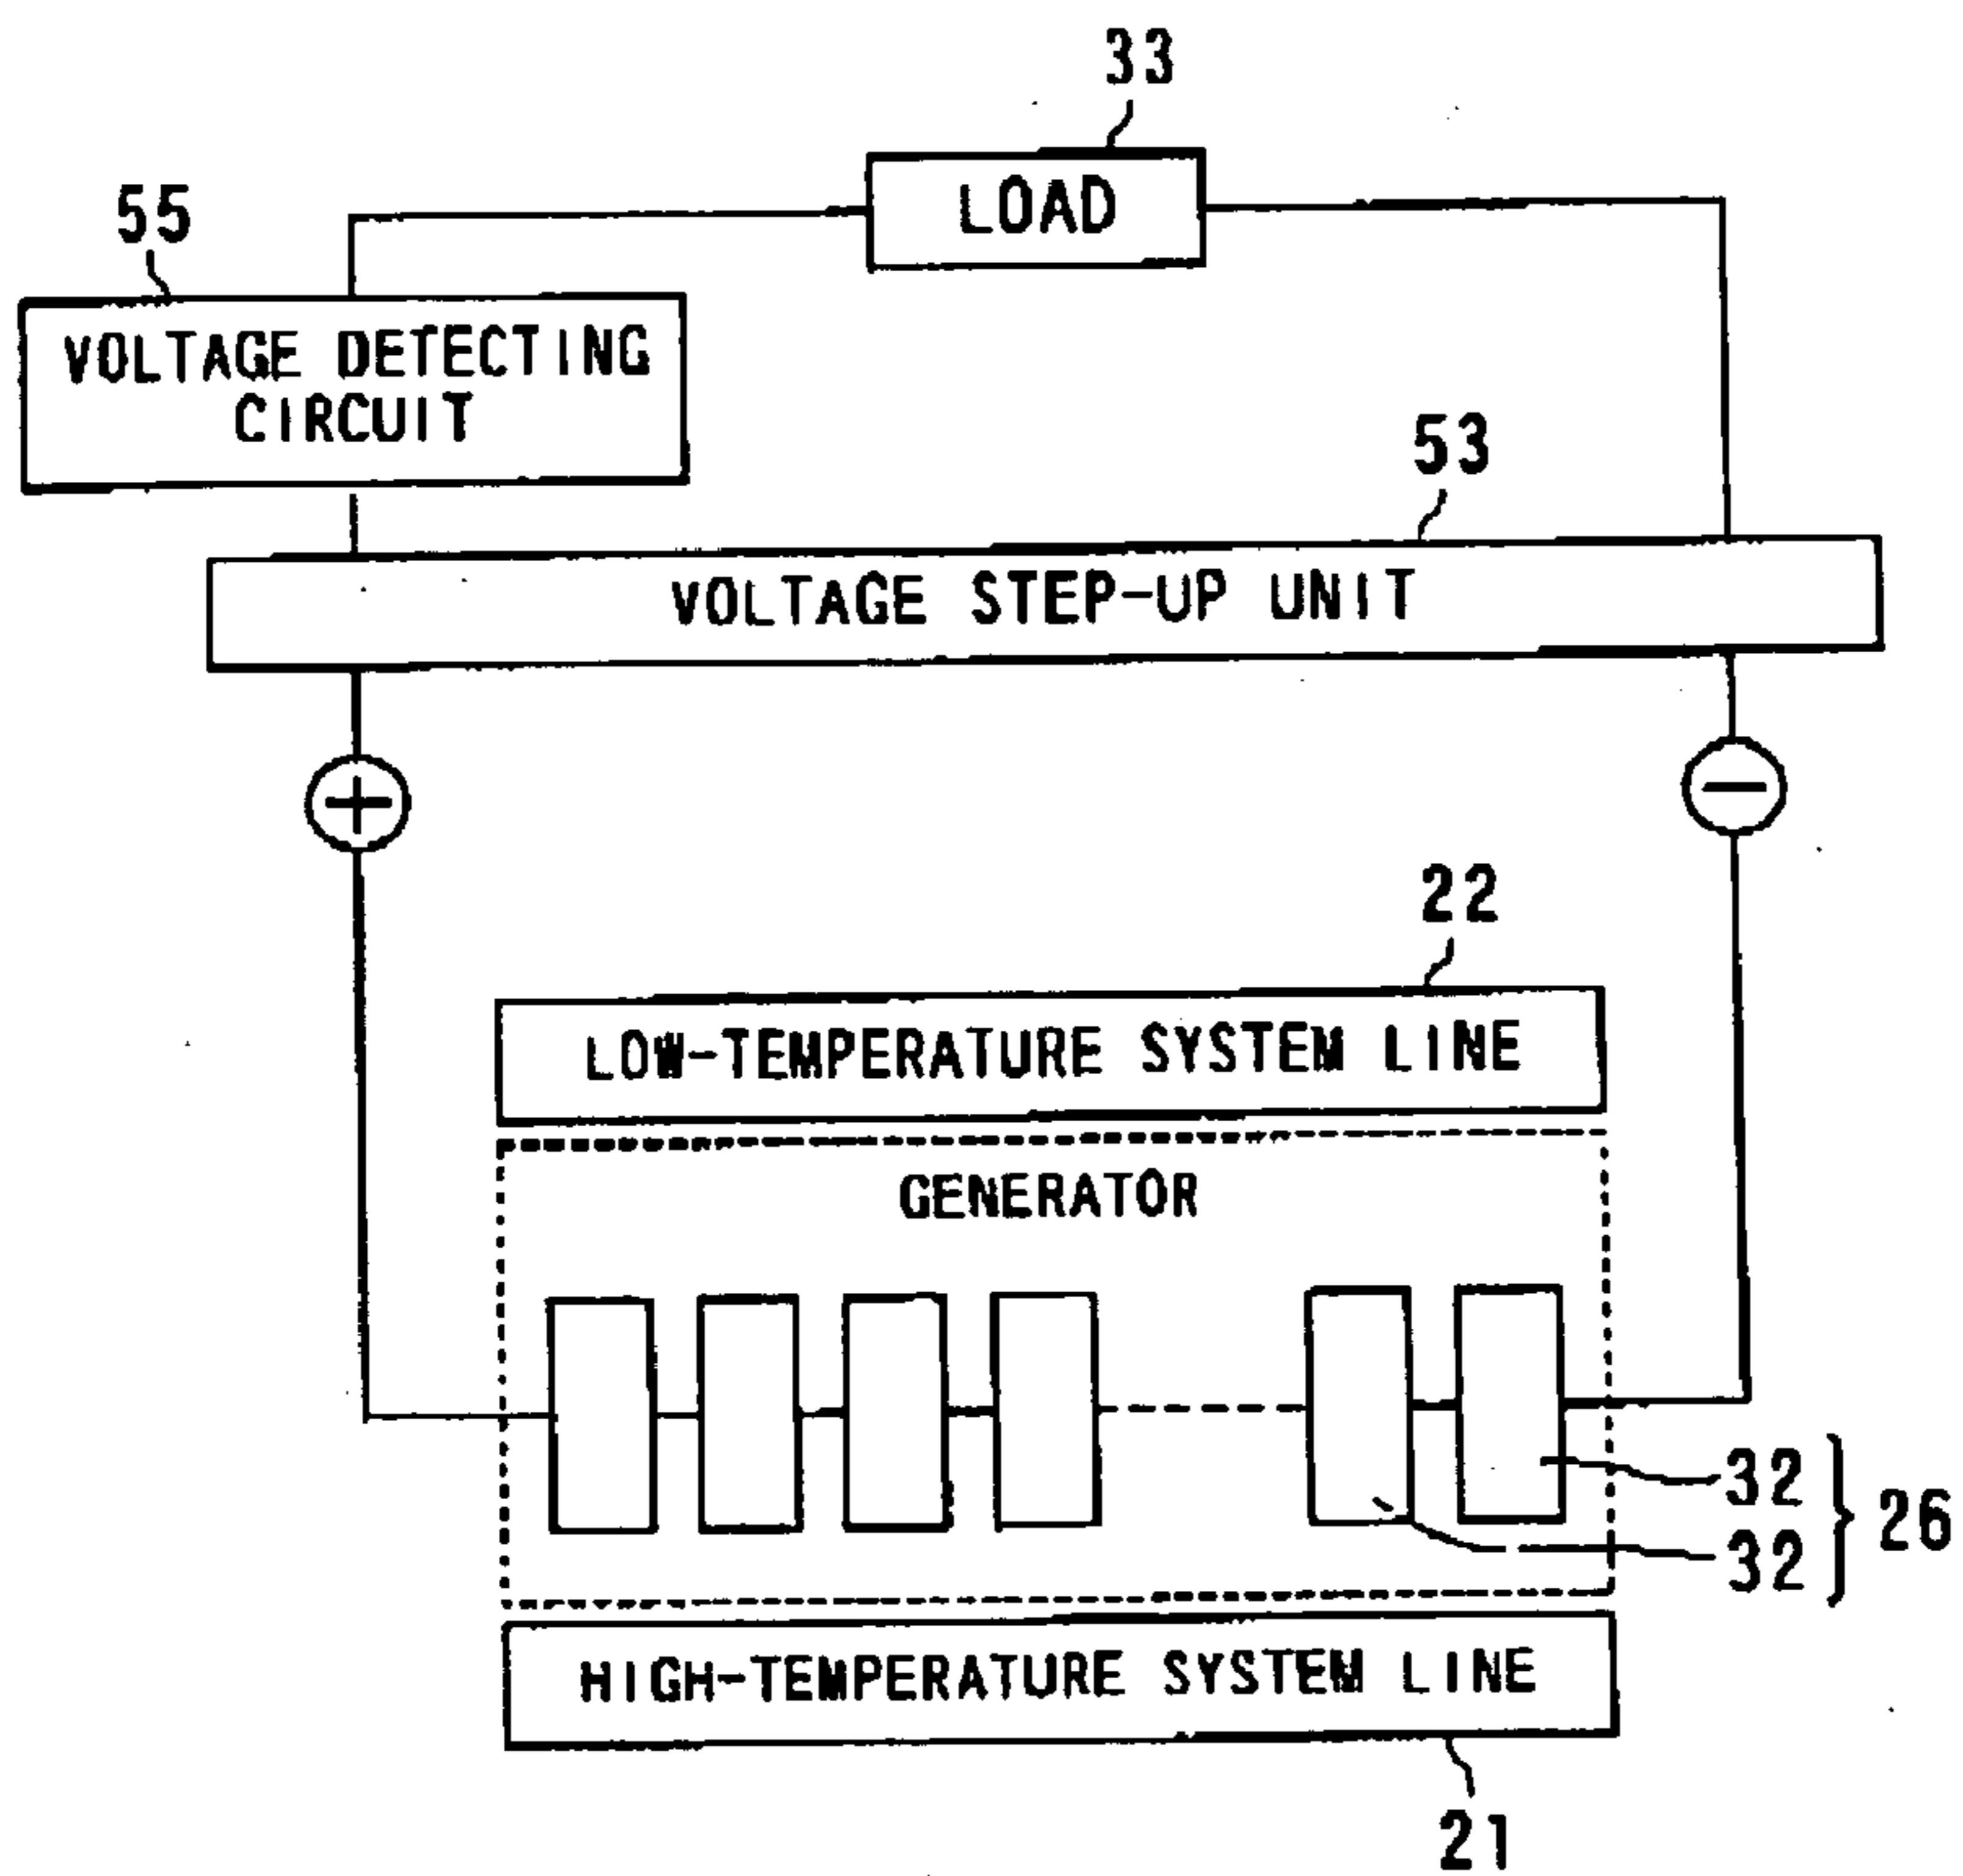 33
LOAD
55
VOLTAGE DETECTING
CIRCUIT
53
VOLTAGE STEP-UP UNIT
+
−
22
LOW-TEMPERATURE SYSTEM LINE
GENERATOR
32
32
26
HIGH-TEMPERATURE SYSTEM LINE
21